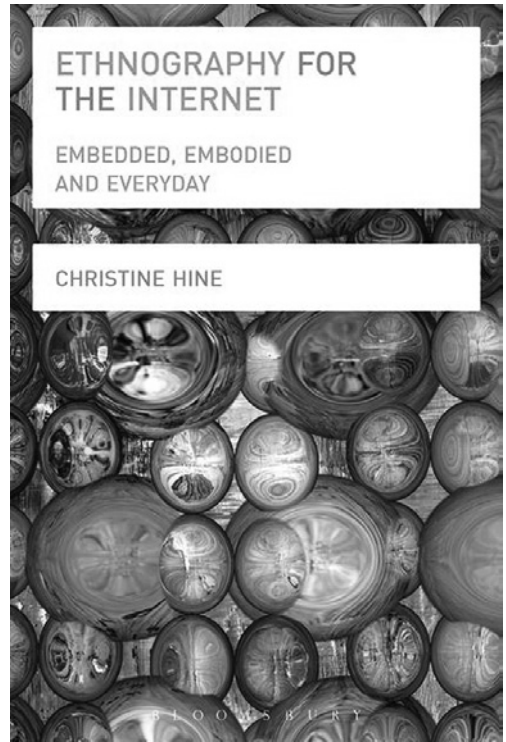 ETHNOGRAPHY FOR
THE INTERNET
EMBEDDED, EMBODIED
AND EVERYDAY
CHRISTINE HINE
BLOOMSBURY